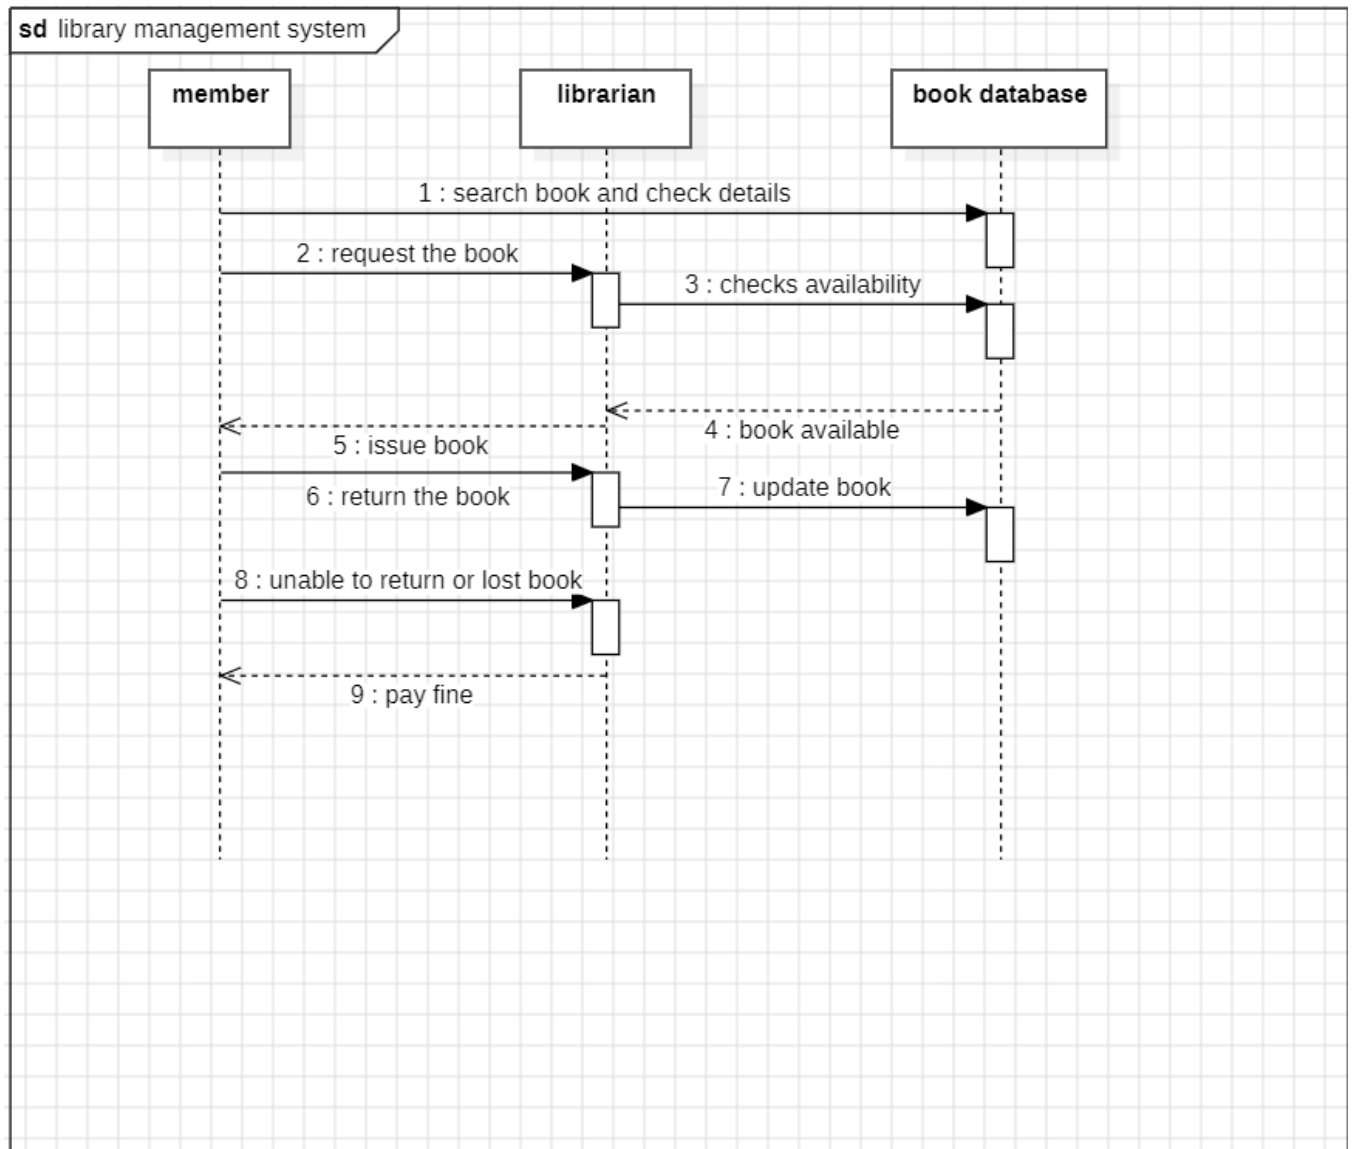 sd library management system
member
librarian
book database
1 : search book and check details
2 : request the book
3 : checks availability
4 : book available
5 : issue book
6 : return the book
7 : update book
8 : unable to return or lost book
9 : pay fine